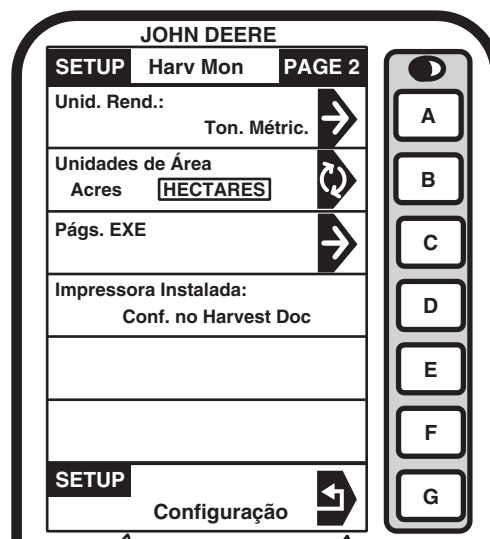 JOHN DEERE
SETUP Harv Mon PAGE 2
Unid. Rend.:
Ton. Métric.
A
Unidades de Área
Acres HECTARES
B
Págs. EXE
C
Impressora Instalada:
Conf. no Harvest Doc
D
E
F
SETUP
Configuração
G